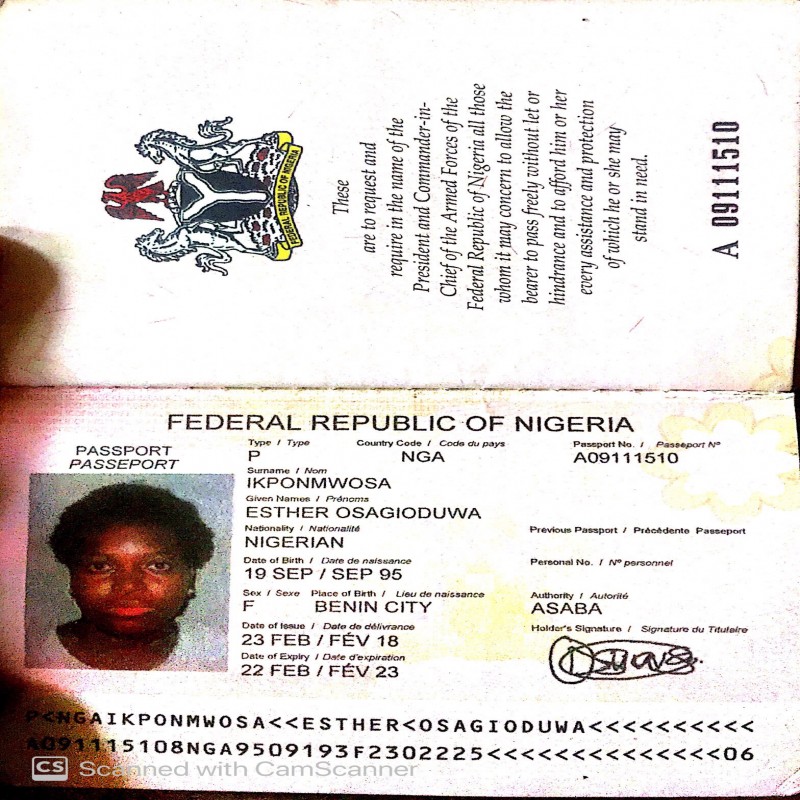 FEDERAL REPUBLIC OF NIGERIA
These
are to request and
require in the name of the
President and Commander-in-
Chief of the Armed Forces of the
Federal Republic of Nigeria all those
whom it may concern to allow the
bearer to pass freely without let or
hindrance and to afford him or her
every assistance and protection
of which he or she may
stand in need.
A 09111510
FEDERAL REPUBLIC OF NIGERIA
PASSPORT
PASSEPORT
Type / Type
Country Code / Code du pays
Passport No. / Passeport N°
P
NGA
A09111510
Surname / Nom
IKPONMWOSA
Given Names / Prénoms
ESTHER OSAGIODUWA
Nationality / Nationalité
NIGERIAN
Previous Passport / Précédente Passeport
Date of Birth / Date de naissance
19 SEP / SEP 95
Personal No. / N° personnel
Sex / Sexe
Place of Birth / Lieu de naissance
F
BENIN CITY
Authority / Autorité
ASABA
Date of Issue / Date de délivrance
23 FEB / FÉV 18
Holder's Signature / Signature du Titulaire
Date of Expiry / Date d'expiration
22 FEB / FÉV 23
P<NGAIKPONMWOSA<<ESTHER<OSAGIODUWA<<<<<<<<<<
A091115108NGA9509193F2302225<<<<<<<<<<<<<<06
CS Scanned with CamScanner